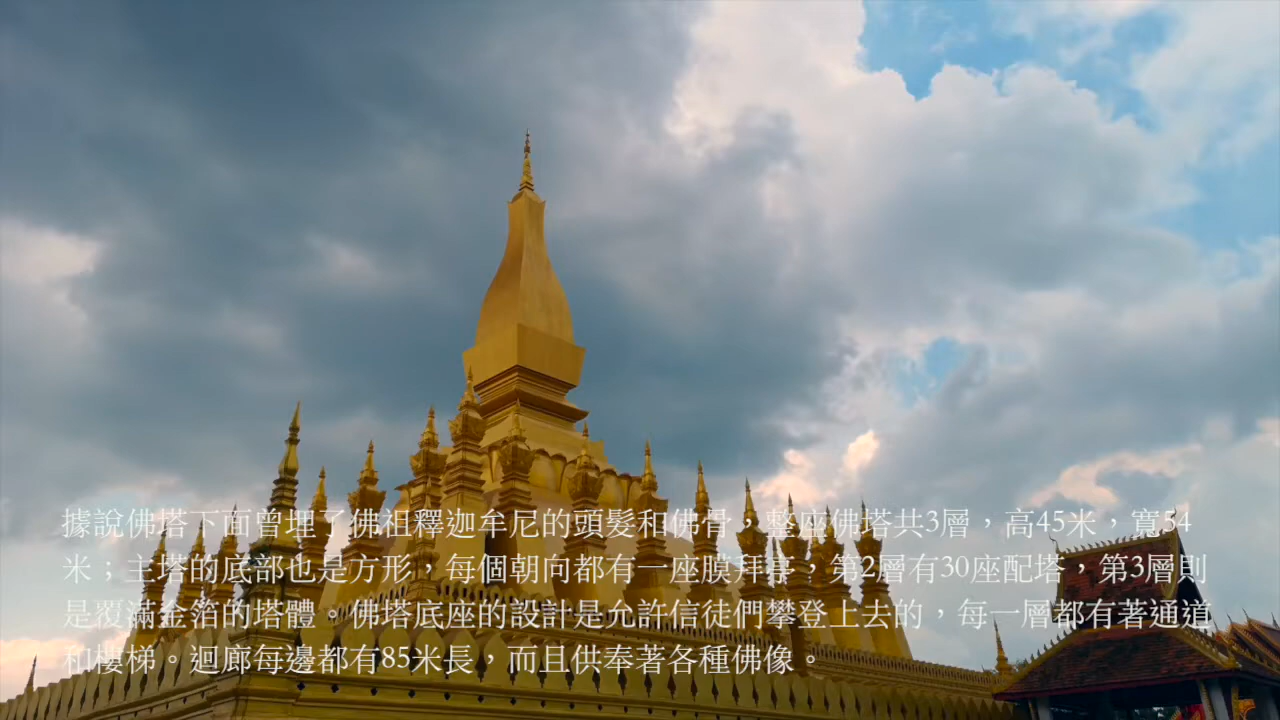 據說佛塔下面曾埋了佛祖釋迦牟尼的頭髮和佛骨，整座佛塔共3層，高45米，寬54
米；主塔的底部也是方形，每個朝向都有一座膜拜亭，第2層有30座配塔，第3層則
是覆滿金箔的塔體。佛塔底座的設計是允許信徒們攀登上去的，每一層都有著通道
和樓梯。迴廊每邊都有85米長，而且供奉著各種佛像。